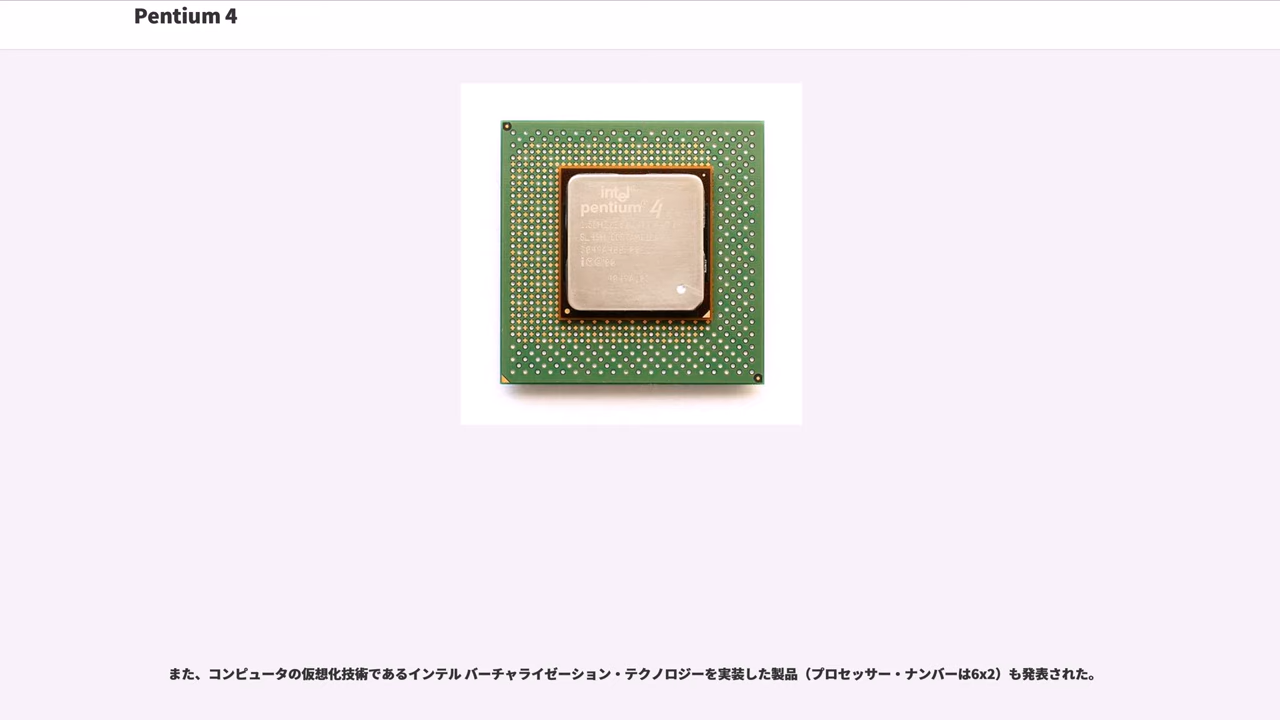 Pentium 4
intel
pentium 4
また、コンピュータの仮想化技術であるインテル バーチャライゼーション・テクノロジーを実装した製品（プロセッサー・ナンバーは6x2）も発表された。